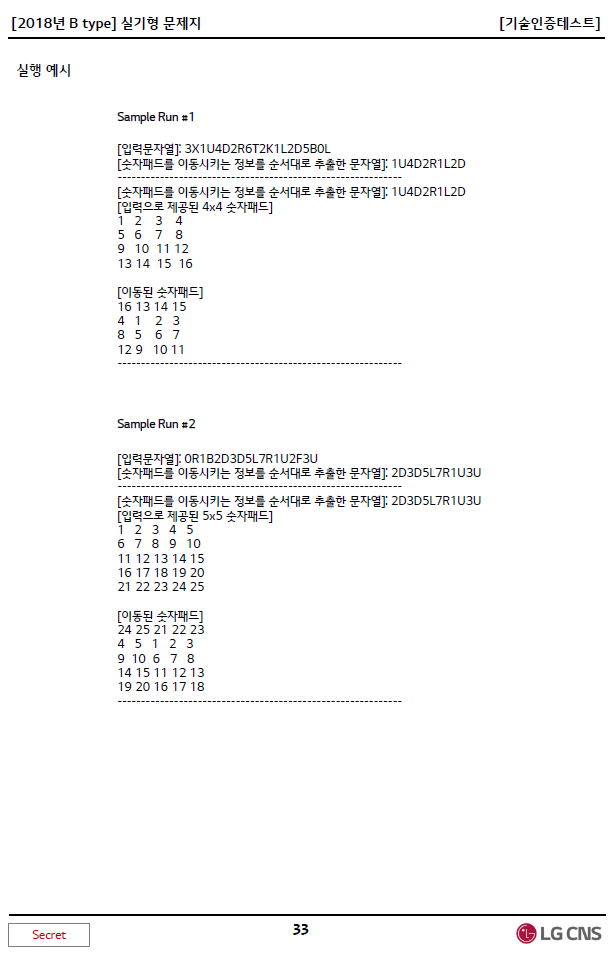 [2018년 B type] 실기형 문제지 [기술인증테스트]
실행 예시
Sample Run #1
[입력문자열]: 3X1U4D2R6T2K1L2D5B0L
[숫자패드를 이동시키는 정보를 순서대로 추출한 문자열]: 1U4D2R1L2D
--------------------------------------------------------------
[숫자패드를 이동시키는 정보를 순서대로 추출한 문자열]: 1U4D2R1L2D
[입력으로 제공된 4x4 숫자패드]
1 2 3 4
5 6 7 8
9 10 11 12
13 14 15 16
[이동된 숫자패드]
16 13 14 15
4 1 2 3
8 5 6 7
12 9 10 11
--------------------------------------------------------------
Sample Run #2
[입력문자열]: 0R1B2D3D5L7R1U2F3U
[숫자패드를 이동시키는 정보를 순서대로 추출한 문자열]: 2D3D5L7R1U3U
--------------------------------------------------------------
[숫자패드를 이동시키는 정보를 순서대로 추출한 문자열]: 2D3D5L7R1U3U
[입력으로 제공된 5x5 숫자패드]
1 2 3 4 5
6 7 8 9 10
11 12 13 14 15
16 17 18 19 20
21 22 23 24 25
[이동된 숫자패드]
24 25 21 22 23
4 5 1 2 3
9 10 6 7 8
14 15 11 12 13
19 20 16 17 18
--------------------------------------------------------------
Secret 33 LG CNS